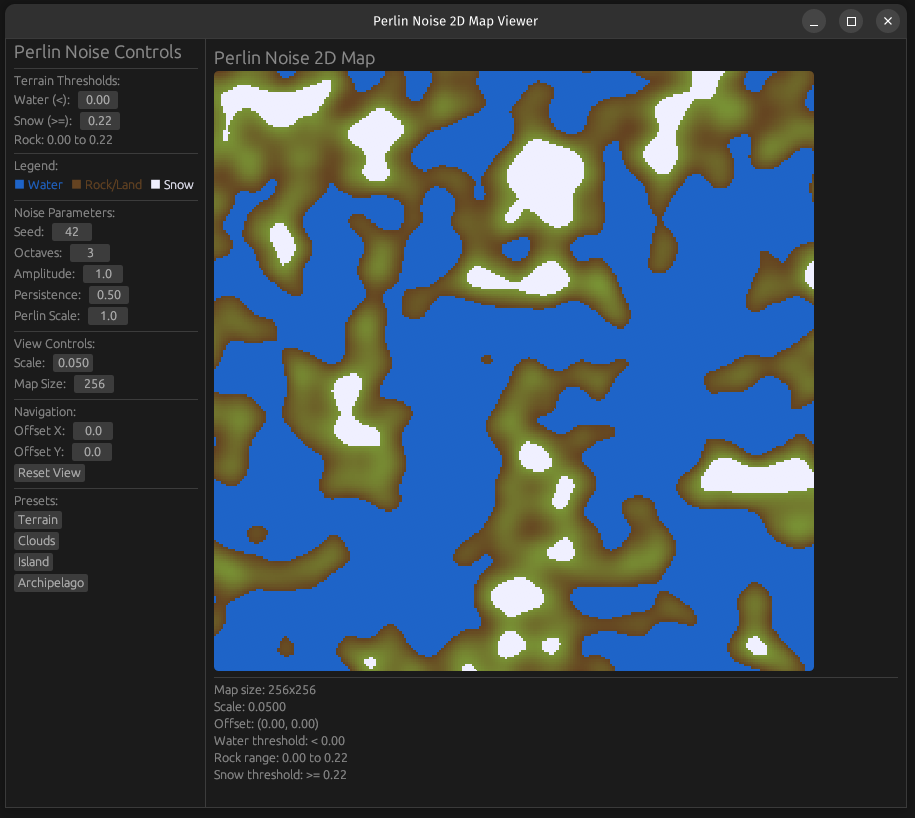 Perlin Noise 2D Map Viewer
Perlin Noise Controls
Terrain Thresholds:
Water (<): 0.00
Snow (>=): 0.22
Rock: 0.00 to 0.22
Legend:
Water Rock/Land Snow
Noise Parameters:
Seed: 42
Octaves: 3
Amplitude: 1.0
Persistence: 0.50
Perlin Scale: 1.0
View Controls:
Scale: 0.050
Map Size: 256
Navigation:
Offset X: 0.0
Offset Y: 0.0
Reset View
Presets:
Terrain
Clouds
Island
Archipelago
Perlin Noise 2D Map
Map size: 256x256
Scale: 0.0500
Offset: (0.00, 0.00)
Water threshold: < 0.00
Rock range: 0.00 to 0.22
Snow threshold: >= 0.22